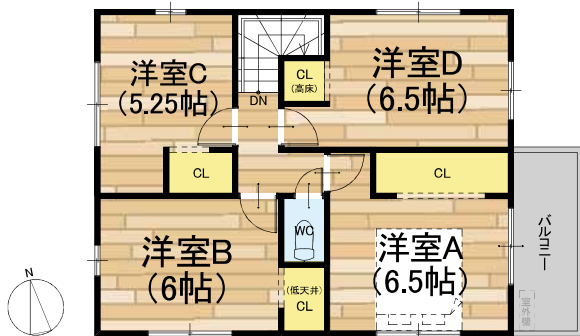 洋室C
(5.25帖)
CL
(高床)
洋室D
(6.5帖)
DN
CL
CL
WC
洋室B
(6帖)
(低天井)
CL
洋室A
(6.5帖)
バルコニー
室外機
N